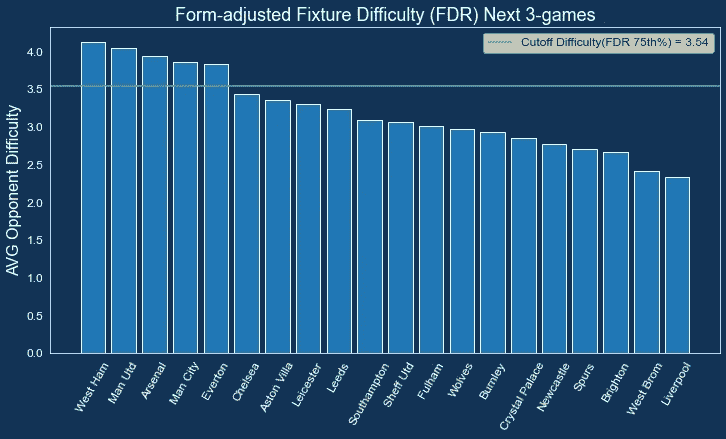 Form-adjusted Fixture Difficulty (FDR) Next 3-games
Cutoff Difficulty(FDR 75th%) = 3.54
AVG Opponent Difficulty
4.0
3.5
3.0
2.5
2.0
1.5
1.0
0.5
0.0
West Ham
Man Utd
Arsenal
Man City
Everton
Chelsea
Aston Villa
Leicester
Leeds
Southampton
Sheff Utd
Fulham
Wolves
Burnley
Crystal Palace
Newcastle
Spurs
Brighton
West Brom
Liverpool